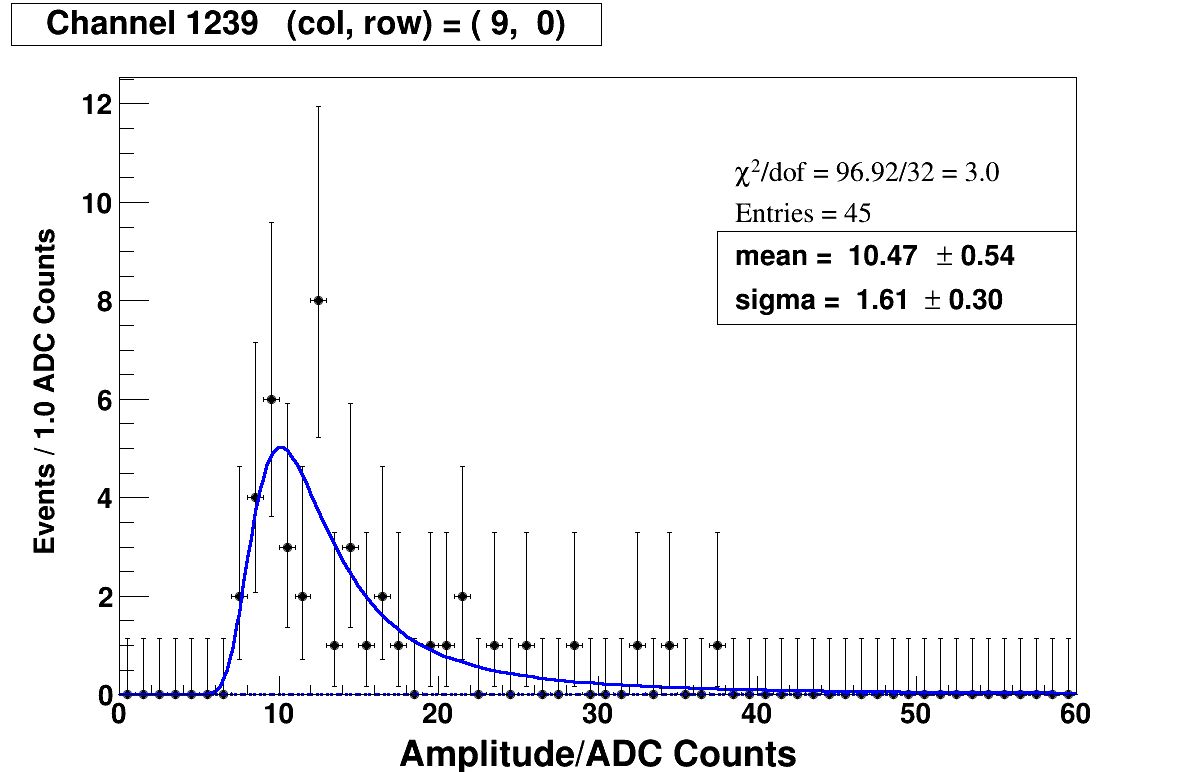 Channel 1239 (col, row) = ( 9, 0)
χ²/dof = 96.92/32 = 3.0
Entries = 45
mean = 10.47 ± 0.54
sigma = 1.61 ± 0.30
Events / 1.0 ADC Counts
12
10
8
6
4
2
0
0 10 20 30 40 50 60
Amplitude/ADC Counts